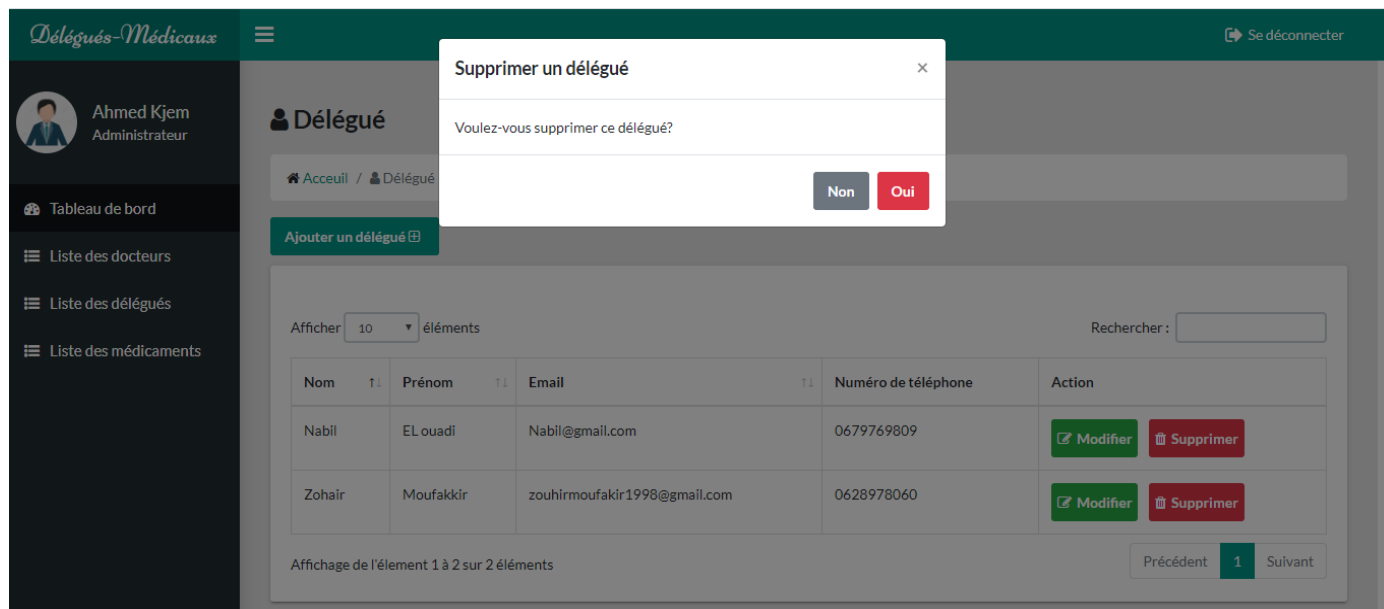 Délégués-Médicaux
Se déconnecter
Supprimer un délégué ×
Voulez-vous supprimer ce délégué?
Non Oui
Ahmed Kjem
Administrateur
Tableau de bord
Liste des docteurs
Liste des délégués
Liste des médicaments
Délégué
Acceuil / Délégué
Ajouter un délégué
Afficher 10 éléments
Rechercher :
Nom Prénom Email Numéro de téléphone Action
Nabil EL ouadi Nabil@gmail.com 0679769809 Modifier Supprimer
Zohair Moufakkir zouhirmoufakir1998@gmail.com 0628978060 Modifier Supprimer
Affichage de l'élement 1 à 2 sur 2 éléments
Précédent 1 Suivant